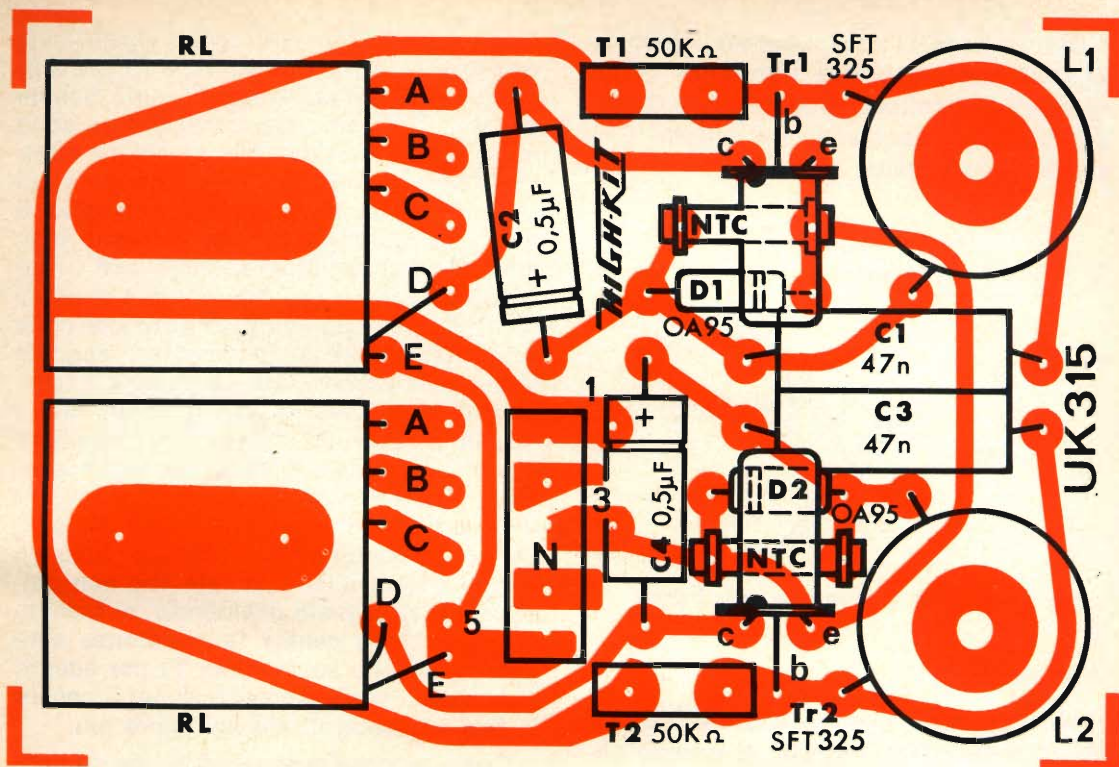 RL
T1 50KΩ
Tr1
SFT
325
L1
A
B
C
D
E
C2
0,5µF
+
HIGH-KIT
b
c
e
NTC
D1
OA95
C1
47n
C3
47n
UK315
A
B
C
D
E
1
3
5
N
+
C4 0,5µF
D2
OA95
NTC
c
e
b
RL
T2 50KΩ
Tr2
SFT325
L2